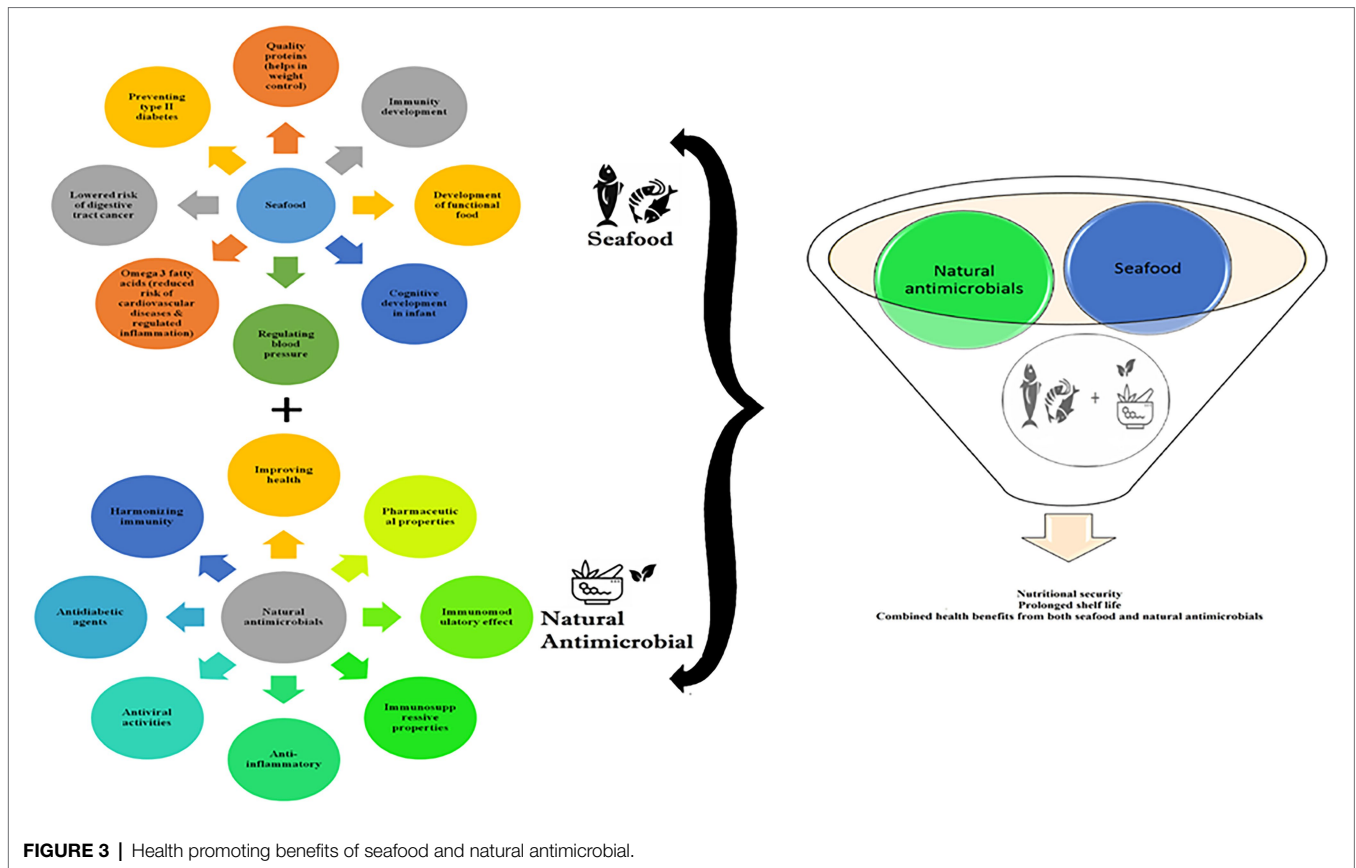 Quality
proteins
(helps in
weight
control)
Immunity
development
Development
of functional
food
Cognitive
development
in infant
Regulating
blood
pressure
Omega 3 fatty
acids (reduced
risk of
cardiovascular
diseases &
regulated
inflammation)
Lowered risk
of digestive
tract cancer
Preventing
type II
diabetes
Seafood
+
Improving
health
Pharmaceutic
al properties
Immunomod
ulatory effect
Immunosupp
ressive
properties
Anti-
inflammatory
Antiviral
activities
Antidiabetic
agents
Harmonizing
immunity
Natural
antimicrobials
Seafood
Natural
Antimicrobial
Natural
antimicrobials
Seafood
+
Nutritional security
Prolonged shelf life
Combined health benefits from both seafood and natural antimicrobials
FIGURE 3 | Health promoting benefits of seafood and natural antimicrobial.